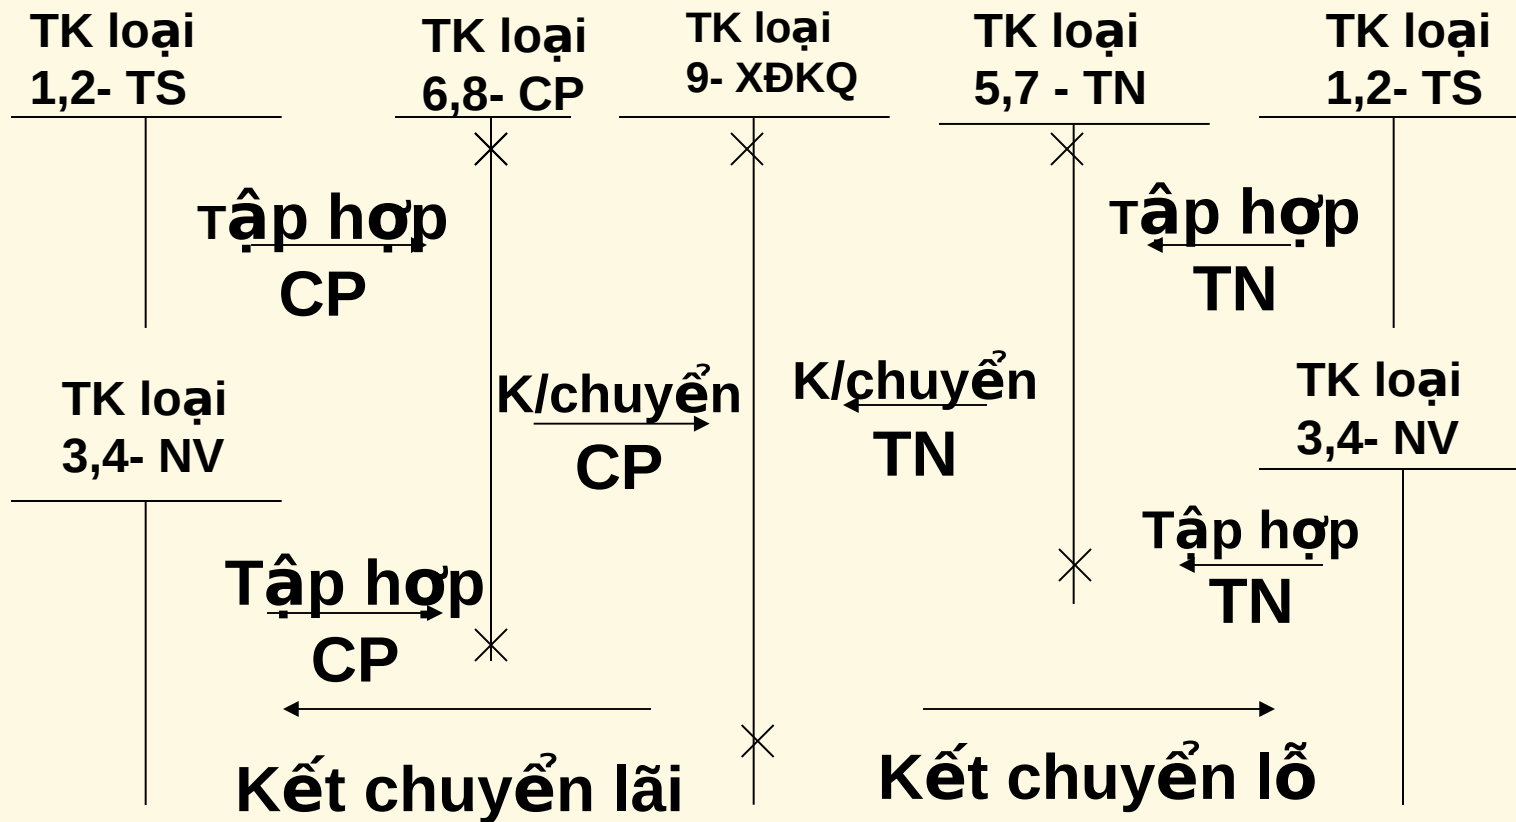 TK loại
1,2- TS
TK loại
6,8- CP
TK loại
9- XĐKQ
TK loại
5,7 - TN
TK loại
1,2- TS
Tập hợp
CP
Tập hợp
TN
K/chuyển
CP
K/chuyển
TN
TK loại
3,4- NV
TK loại
3,4- NV
Tập hợp
CP
Tập hợp
TN
Kết chuyển lãi
Kết chuyển lỗ